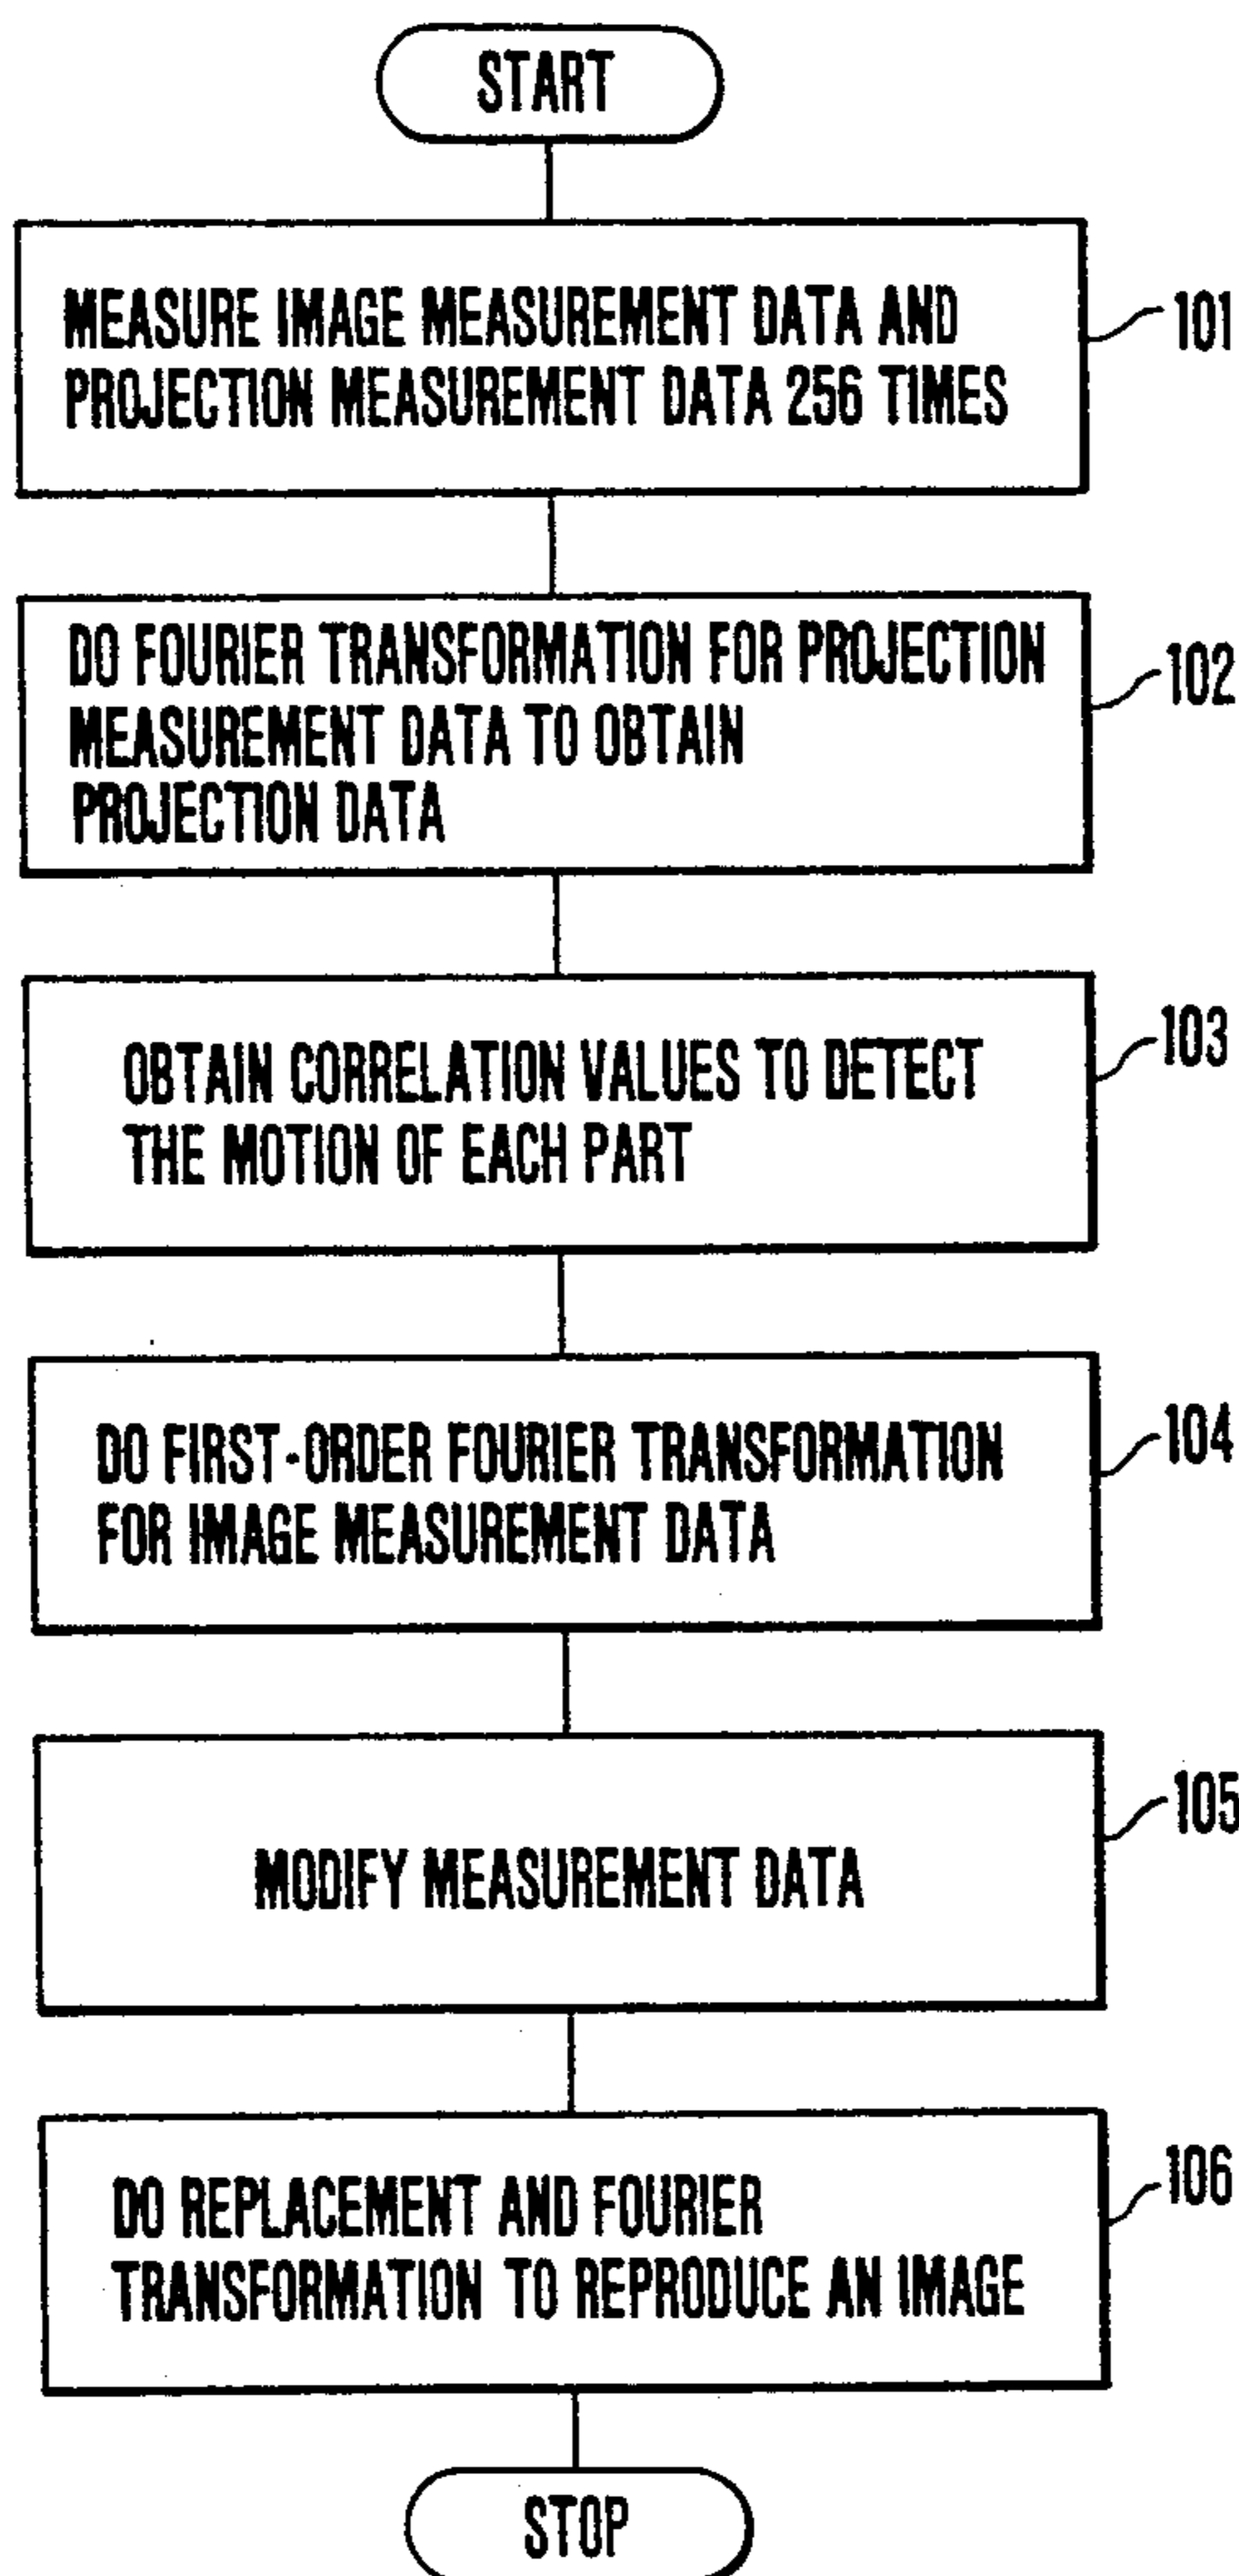 START
MEASURE IMAGE MEASUREMENT DATA AND
PROJECTION MEASUREMENT DATA 256 TIMES
101
DO FOURIER TRANSFORMATION FOR PROJECTION
MEASUREMENT DATA TO OBTAIN
PROJECTION DATA
102
OBTAIN CORRELATION VALUES TO DETECT
THE MOTION OF EACH PART
103
DO FIRST-ORDER FOURIER TRANSFORMATION
FOR IMAGE MEASUREMENT DATA
104
MODIFY MEASUREMENT DATA
105
DO REPLACEMENT AND FOURIER
TRANSFORMATION TO REPRODUCE AN IMAGE
106
STOP